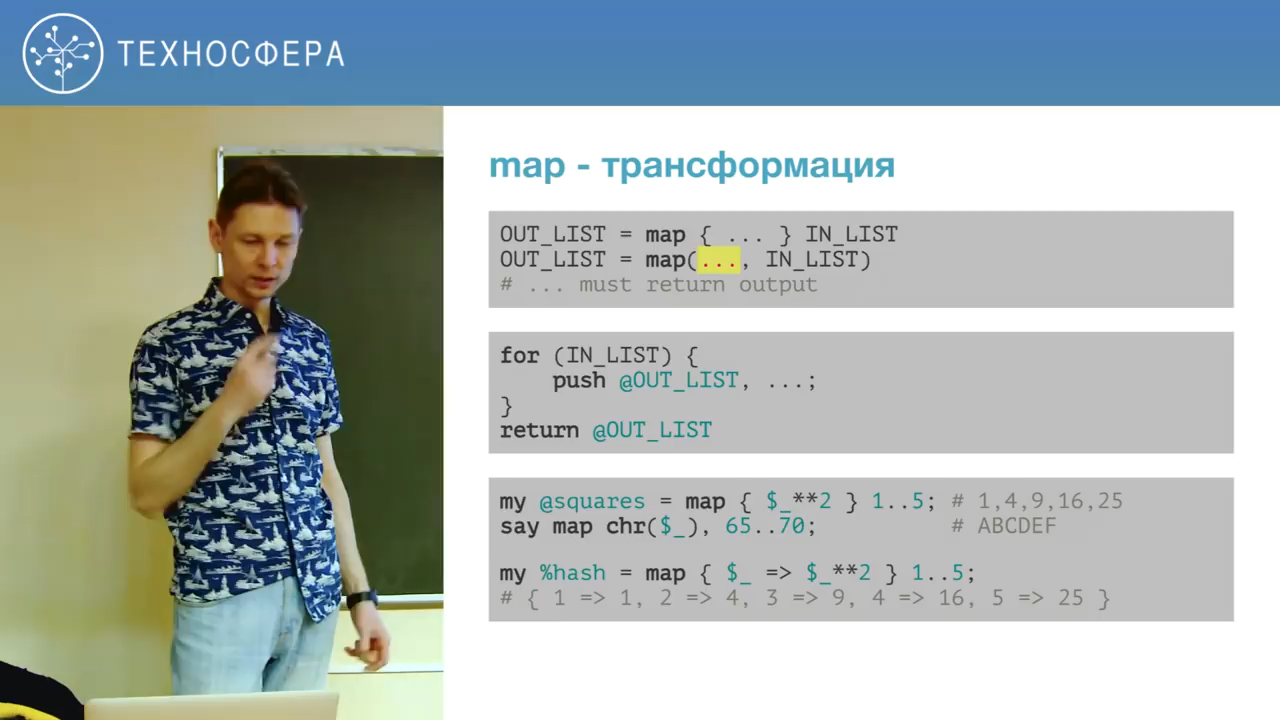 ТЕХНОСФЕРА
map - трансформация
OUT_LIST = map { ... } IN_LIST
OUT_LIST = map(..., IN_LIST)
# ... must return output
for (IN_LIST) {
    push @OUT_LIST, ...;
}
return @OUT_LIST
my @squares = map { $_**2 } 1..5; # 1,4,9,16,25
say map chr($_), 65..70;          # ABCDEF
my %hash = map { $_ => $_**2 } 1..5;
# { 1 => 1, 2 => 4, 3 => 9, 4 => 16, 5 => 25 }